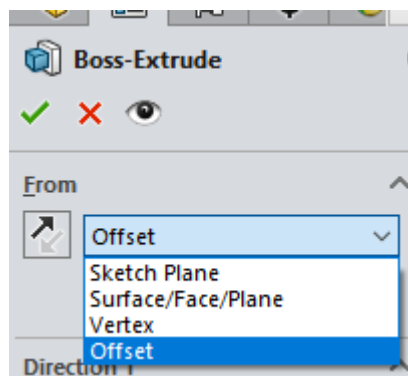 Boss-Extrude
From
Offset
Sketch Plane
Surface/Face/Plane
Vertex
Offset
Direction 1